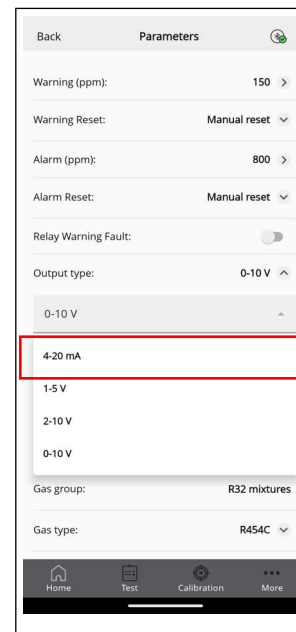 Back Parameters
Warning (ppm): 150
Warning Reset: Manual reset
Alarm (ppm): 800
Alarm Reset: Manual reset
Relay Warning Fault:
Output type: 0-10 V
0-10 V
4-20 mA
1-5 V
2-10 V
0-10 V
Gas group: R32 mixtures
Gas type: R454C
Home Test Calibration More